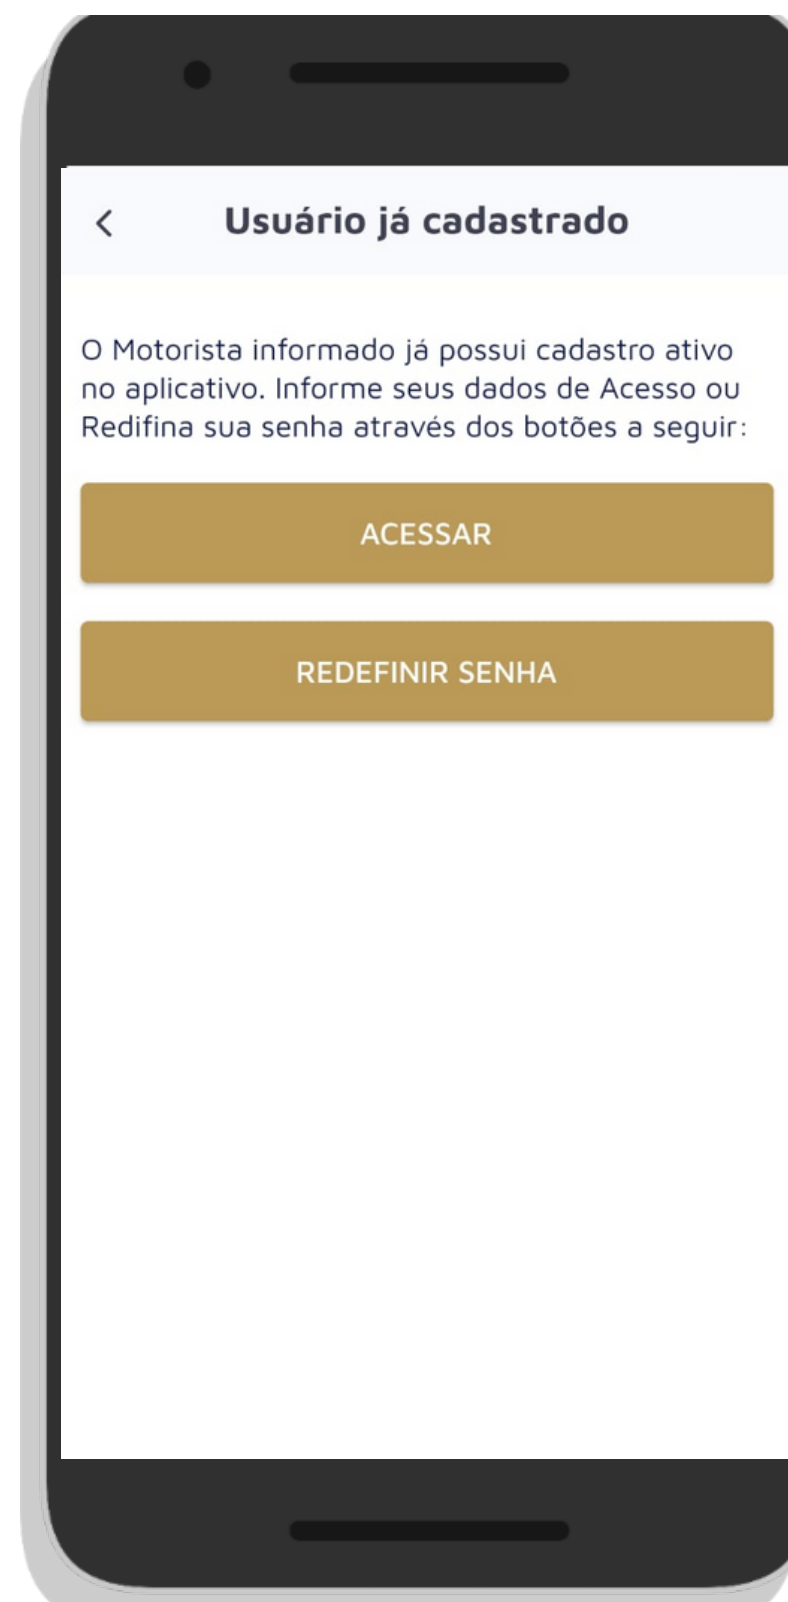 Usuário já cadastrado
O Motorista informado já possui cadastro ativo
no aplicativo. Informe seus dados de Acesso ou
Redifina sua senha através dos botões a seguir:
ACESSAR
REDEFINIR SENHA